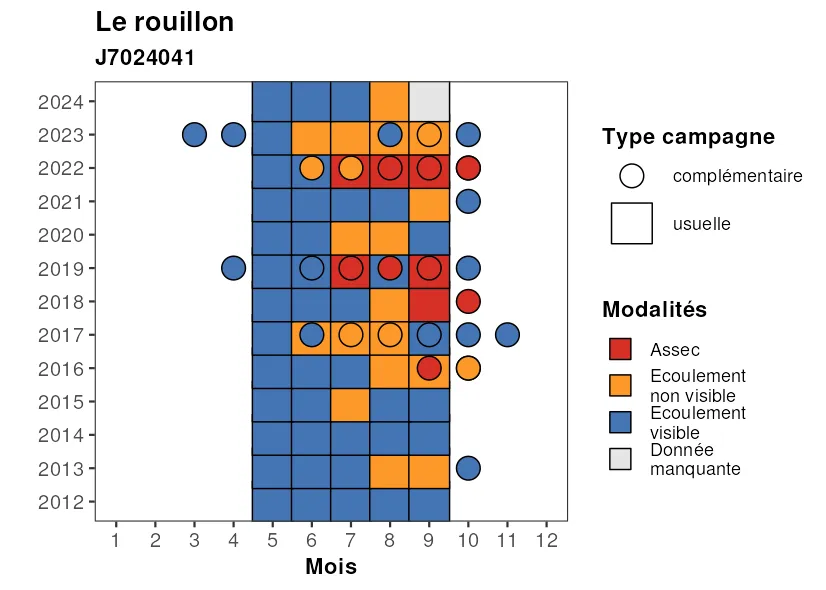 Le rouillon
J7024041
2024
2023
2022
2021
2020
2019
2018
2017
2016
2015
2014
2013
2012
1 2 3 4 5 6 7 8 9 10 11 12
Mois
Type campagne
complémentaire
usuelle
Modalités
Assec
Ecoulement
non visible
Ecoulement
visible
Donnée
manquante